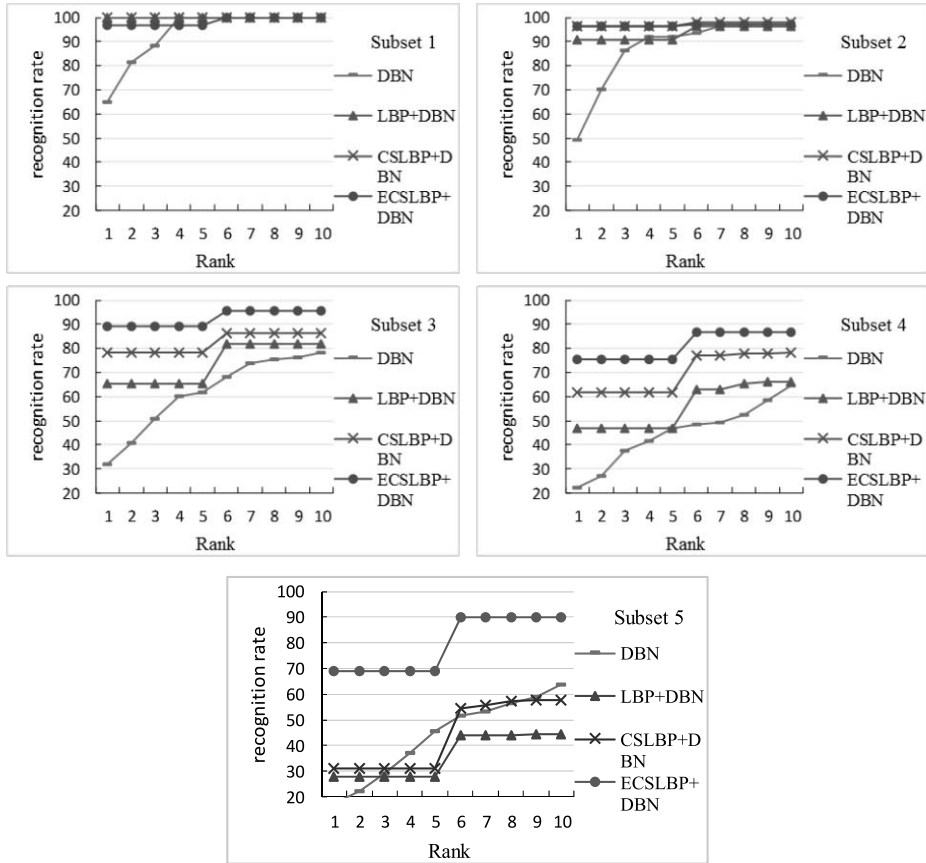 100
90
80
70
60
50
40
30
20
recognition rate
1 2 3 4 5 6 7 8 9 10
Rank
Subset 1
DBN
LBP+DBN
CSLBP+D
BN
ECSLBP+
DBN
100
90
80
70
60
50
40
30
20
recognition rate
1 2 3 4 5 6 7 8 9 10
Rank
Subset 2
DBN
LBP+DBN
CSLBP+D
BN
ECSLBP+
DBN
100
90
80
70
60
50
40
30
20
recognition rate
1 2 3 4 5 6 7 8 9 10
Rank
Subset 3
DBN
LBP+DBN
CSLBP+D
BN
ECSLBP+
DBN
100
90
80
70
60
50
40
30
20
recognition rate
1 2 3 4 5 6 7 8 9 10
Rank
Subset 4
DBN
LBP+DBN
CSLBP+D
BN
ECSLBP+
DBN
100
90
80
70
60
50
40
30
20
recognition rate
1 2 3 4 5 6 7 8 9 10
Rank
Subset 5
DBN
LBP+DBN
CSLBP+D
BN
ECSLBP+
DBN